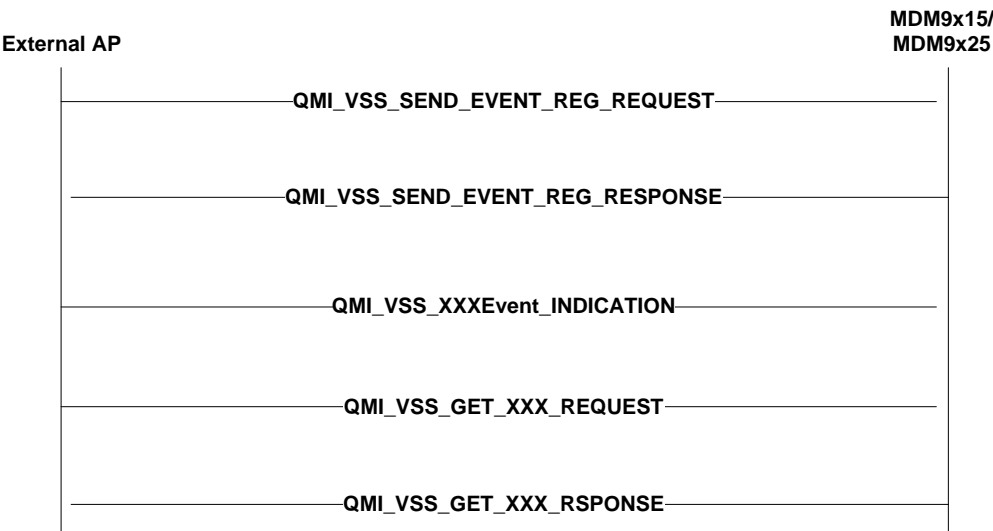 MDM9x15/
External AP
MDM9x25
QMI_VSS_SEND_EVENT_REG_REQUEST
QMI_VSS_SEND_EVENT_REG_RESPONSE
QMI_VSS_XXXEvent_INDICATION
QMI_VSS_GET_XXX_REQUEST
QMI_VSS_GET_XXX_RSPONSE